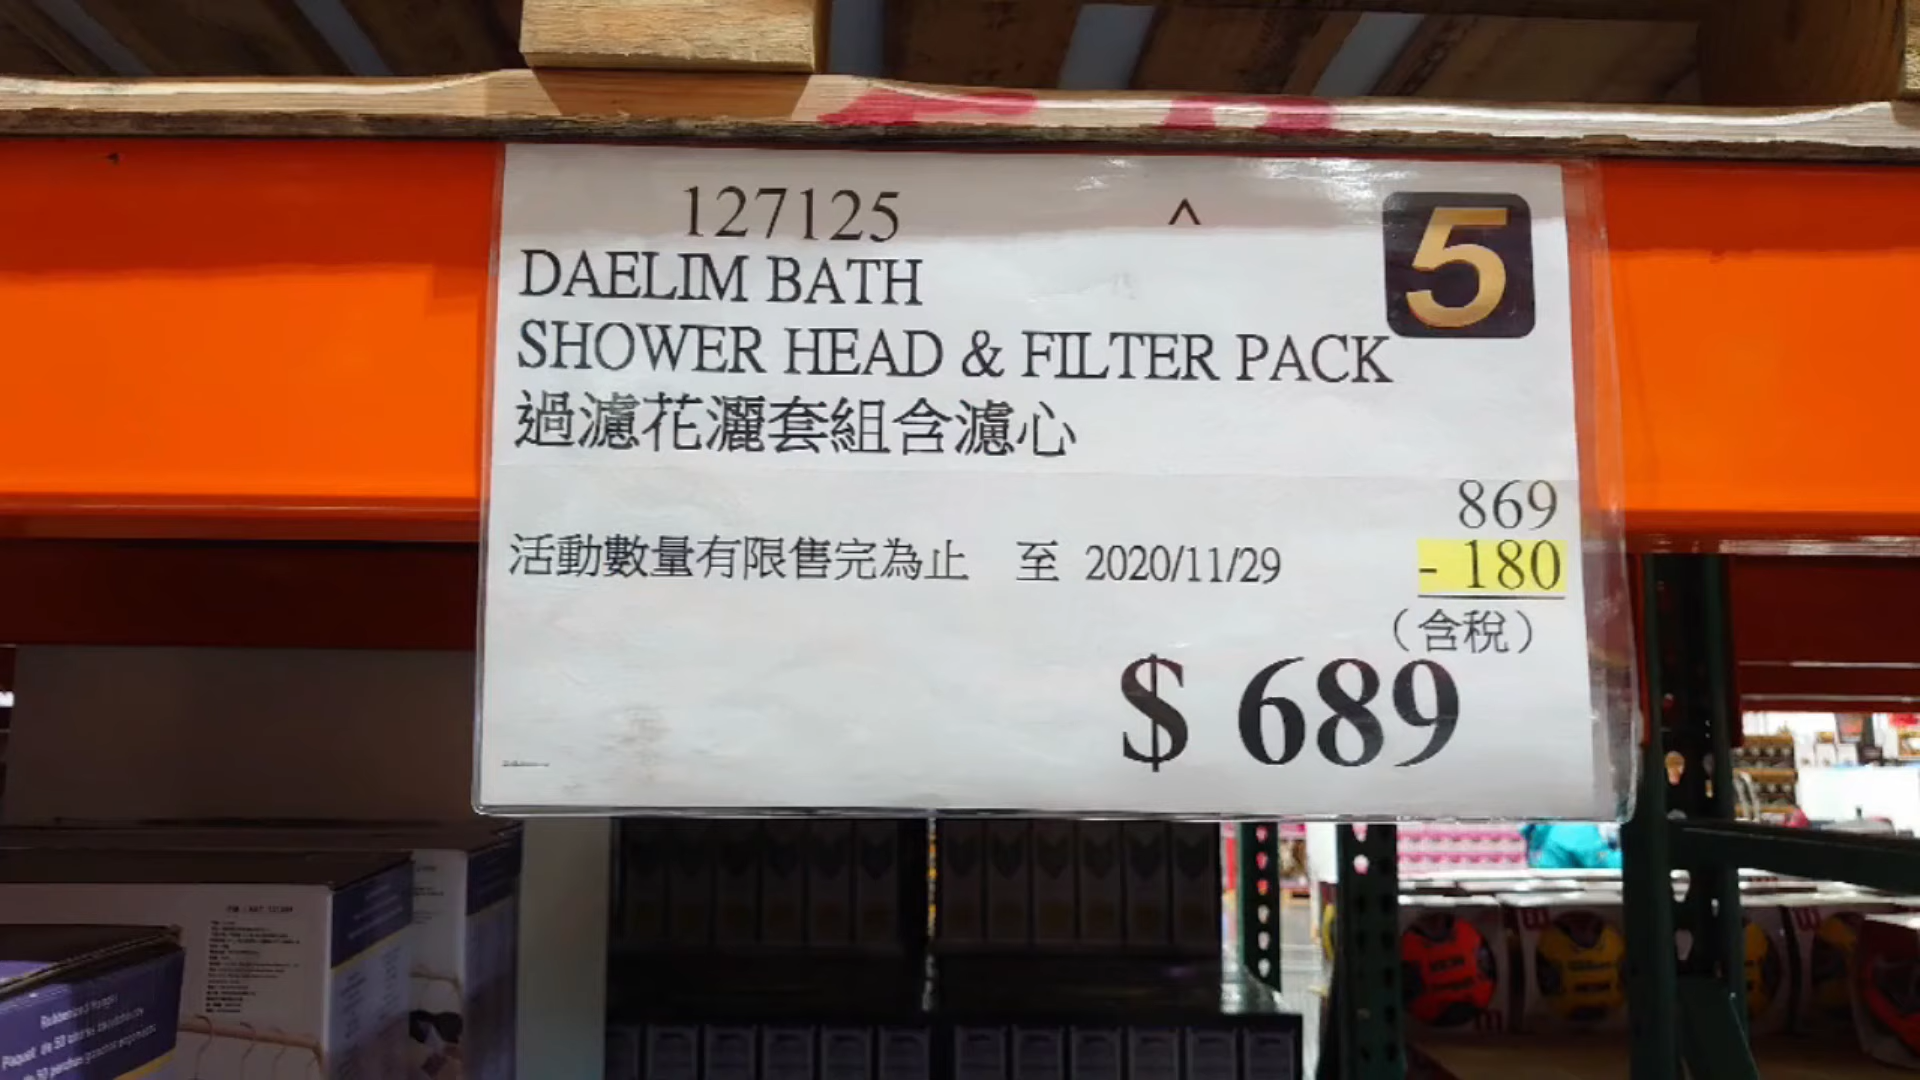 127125 ^
5
DAELIM BATH
SHOWER HEAD & FILTER PACK
過濾花灑套組含濾心
869
活動數量有限售完為止 至 2020/11/29
- 180
（含稅）
$ 689